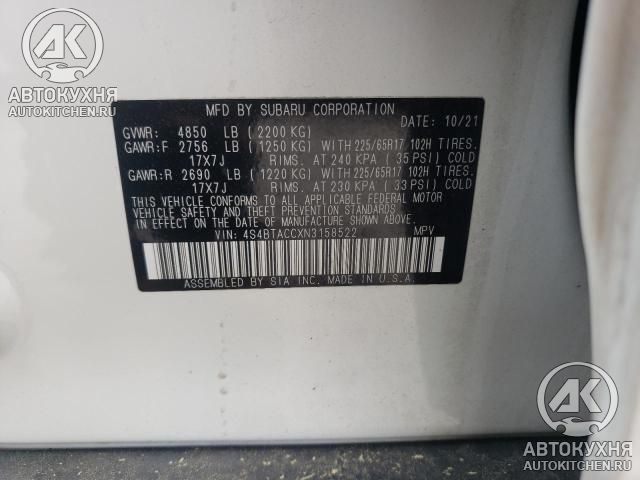 AK
АВТОКУХНЯ
AUTOKITCHEN.RU
MFD BY SUBARU CORPORATION
DATE: 10/21
GVWR: 4850 LB (2200 KG)
GAWR:F 2756 LB (1250 KG) WITH 225/65R17 102H TIRES.
17X7J RIMS. AT 240 KPA (35 PSI) COLD
GAWR:R 2690 LB (1220 KG) WITH 225/65R17 102H TIRES.
17X7J RIMS. AT 230 KPA (33 PSI) COLD
THIS VEHICLE CONFORMS TO ALL APPLICABLE FEDERAL MOTOR
VEHICLE SAFETY AND THEFT PREVENTION STANDARDS
IN EFFECT ON THE DATE OF MANUFACTURE SHOWN ABOVE.
VIN: 4S4BTACCXN3158522 MPV
ASSEMBLED BY SIA INC. MADE IN U.S.A.
AK
АВТОКУХНЯ
AUTOKITCHEN.RU